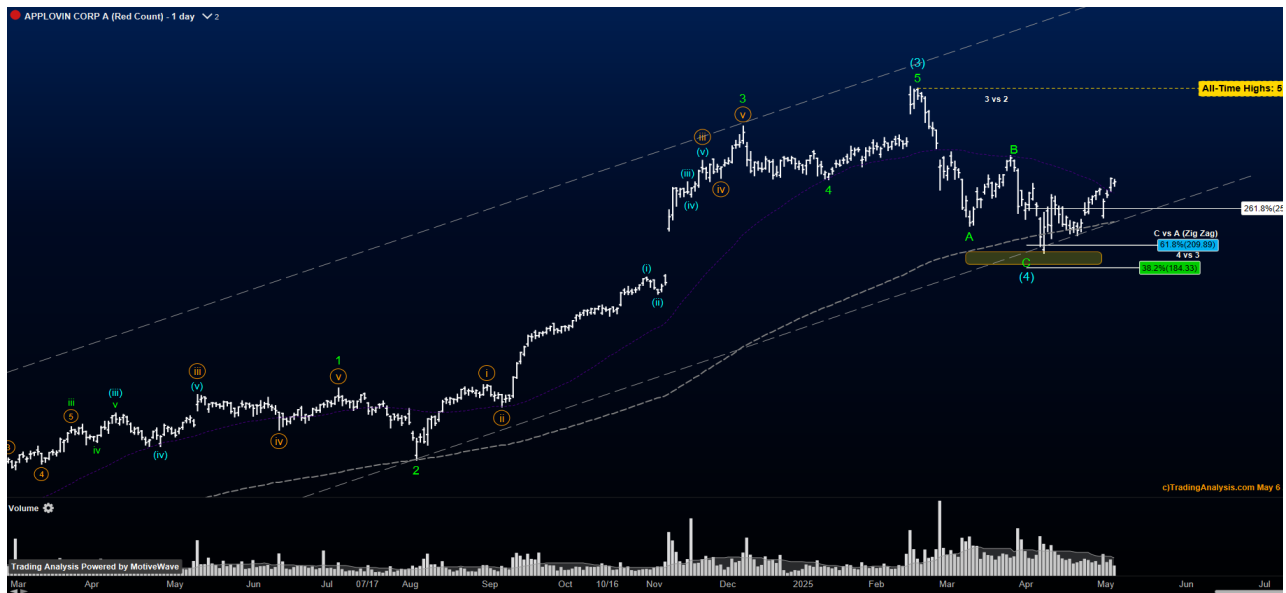 APPLOVIN CORP A (Red Count) - 1 day 2
(3)
5
All-Time Highs: 5
3 vs 2
3
v
iii
(v)
(iii)
(iv)
iv
4
B
A
261.8%(25
C vs A (Zig Zag)
61.8%(209.89)
4 vs 3
C
38.2%(184.33)
(4)
(i)
(ii)
1
v
iii
(v)
i
ii
(iii)
v
iii
5
iv
(iv)
iv
3
4
2
c)TradingAnalysis.com May 6
Volume
Trading Analysis Powered by MotiveWave
Mar Apr May Jun Jul 07/17 Aug Sep Oct 10/16 Nov Dec 2025 Feb Mar Apr May Jun Jul